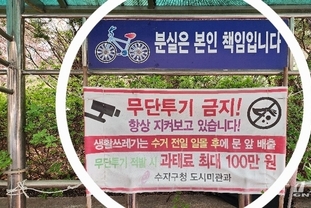 분실은 본인 책임입니다
무단투기 금지!
항상 지켜보고 있습니다!
생활쓰레기는 수거 전일 일몰 후에 문 앞 배출
무단투기 적발 시 과태료 최대 100만 원
수지구청 도시미관과